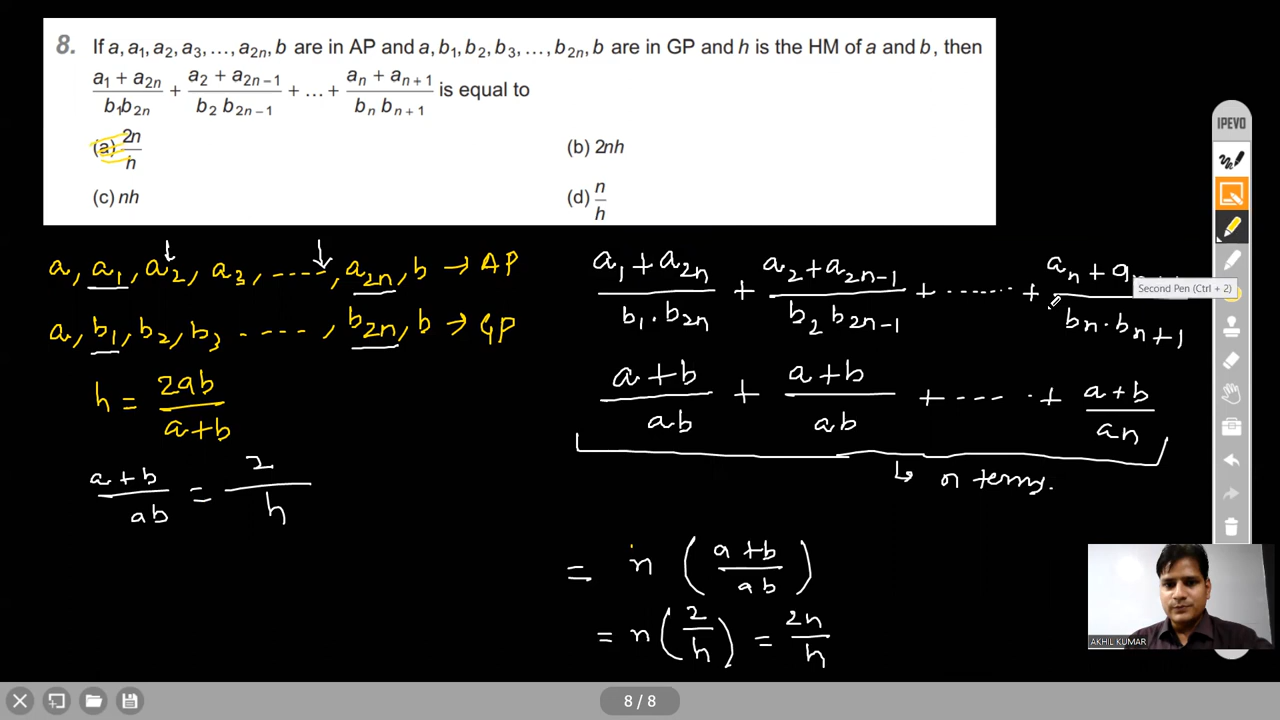 8. If a, a₁, a₂, a₃, ..., a₂ₙ, b are in AP and a, b₁, b₂, b₃, ..., b₂ₙ, b are in GP and h is the HM of a and b, then
(a₁ + a₂ₙ)/(b₁b₂ₙ) + (a₂ + a₂ₙ₋₁)/(b₂ b₂ₙ₋₁) + ... + (aₙ + aₙ₊₁)/(bₙ bₙ₊₁) is equal to
(a) 2n/h
(b) 2nh
(c) nh
(d) n/h
a, a₁, a₂, a₃, ----, a₂ₙ, b → AP
a, b₁, b₂, b₃ ----, b₂ₙ, b → GP
h = 2ab/(a+b)
(a+b)/ab = 2/h
(a₁ + a₂ₙ)/(b₁ · b₂ₙ) + (a₂ + a₂ₙ₋₁)/(b₂ b₂ₙ₋₁) + ...... + (aₙ + aₙ)/(bₙ · bₙ₊₁)
(a+b)/ab + (a+b)/ab + ---- + (a+b)/an
↳ n terms.
= n ((a+b)/ab)
= n (2/h) = 2n/h
IPEVO
Second Pen (Ctrl + 2)
AKHIL KUMAR
8 / 8